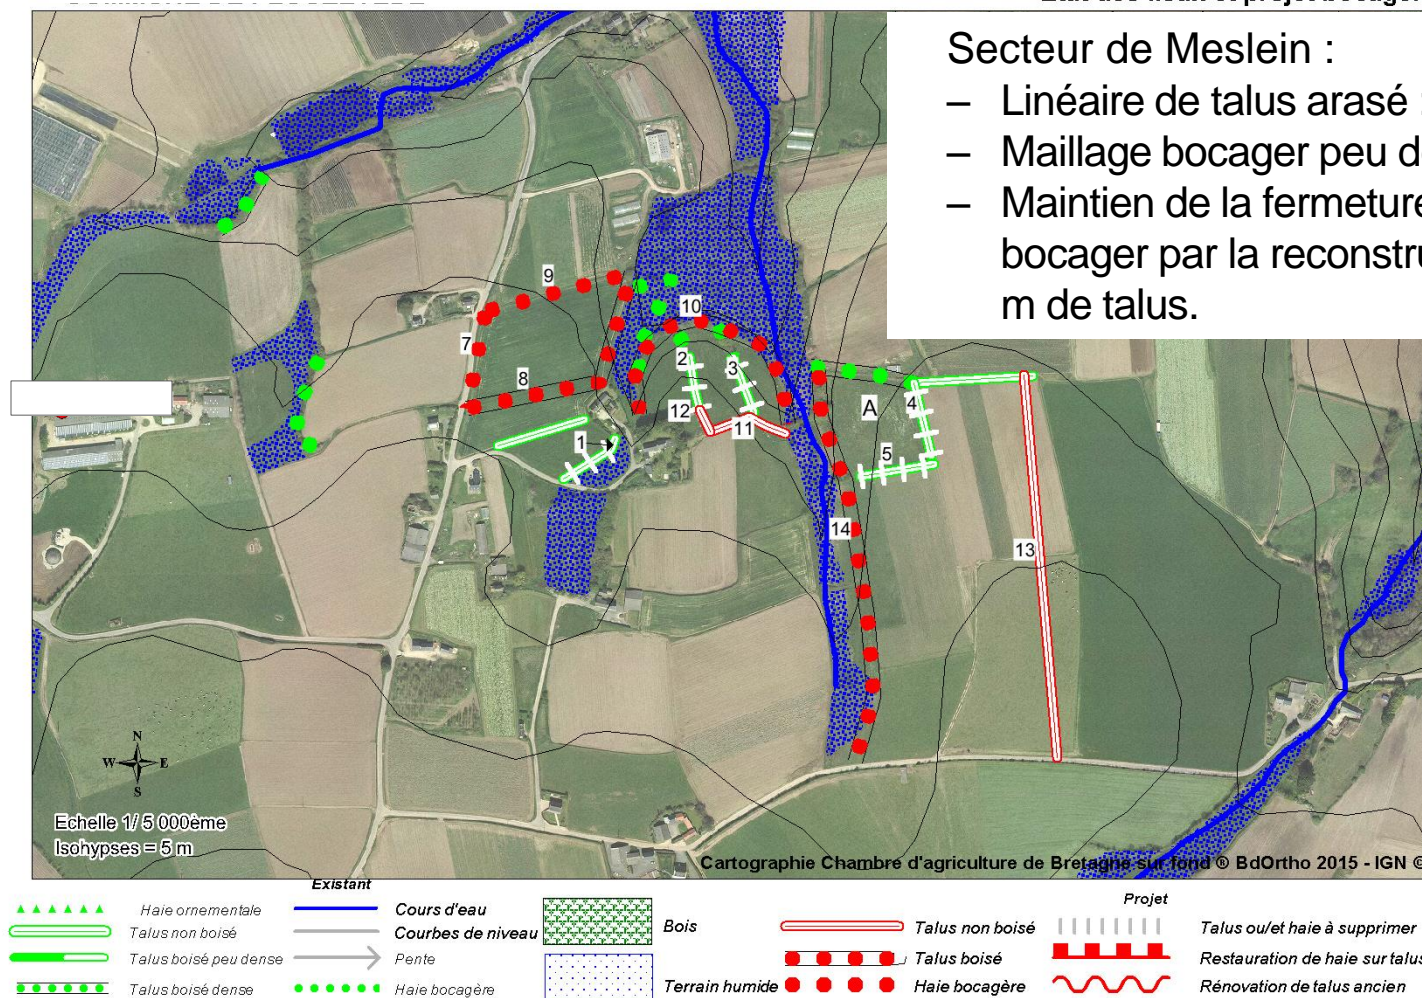 Secteur de Meslein :
– Linéaire de talus arasé
– Maillage bocager peu
– Maintien de la fermeture
bocager par la
m de talus.
9
10
7
2
3
8
4
A
12
11
1
5
14
13
N
W E
S
Echelle 1/ 5 000ème
Isohypses = 5 m
Cartographie Chambre d'agriculture de Bretagne sur fond ® BdOrtho 2015 - IGN ©
Existant
Projet
Haie ornementale
Cours d'eau
Bois
Talus non boisé
Talus ou/et haie à supprimer
Talus non boisé
Courbes de niveau
Talus boisé peu dense
Pente
Talus boisé
Restauration de haie sur talus
Talus boisé dense
Haie bocagère
Terrain humide
Haie bocagère
Rénovation de talus ancien